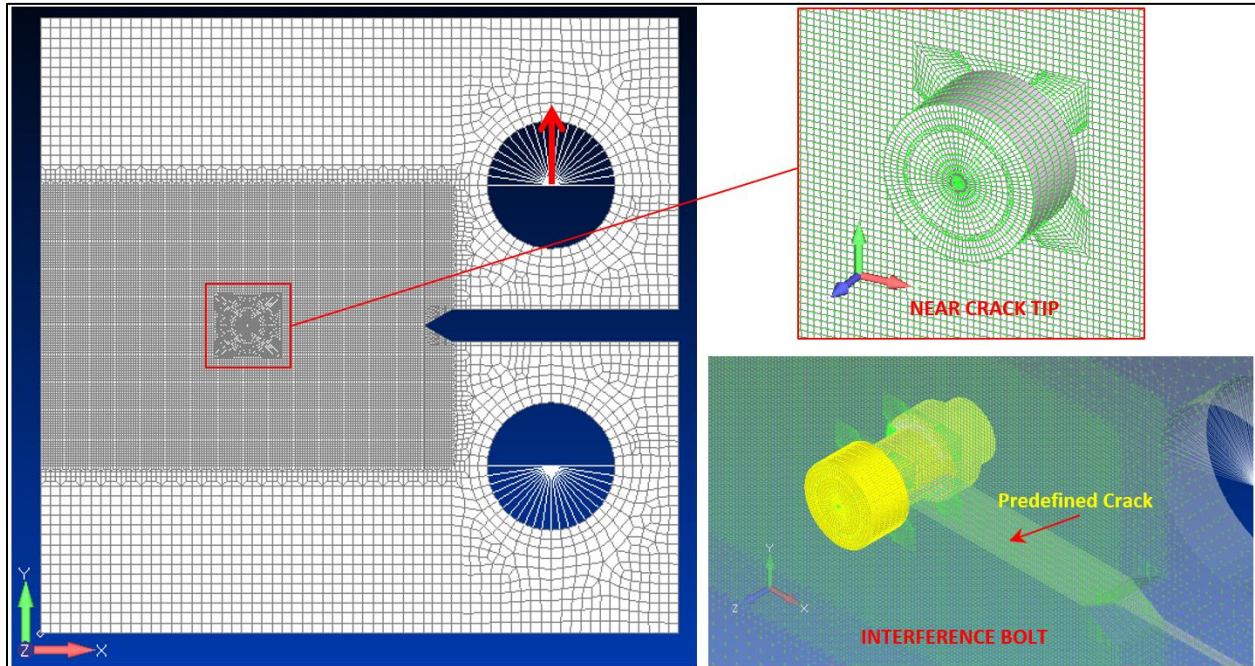 Y
Z
X
NEAR CRACK TIP
Predefined Crack
Y
Z
X
INTERFERENCE BOLT